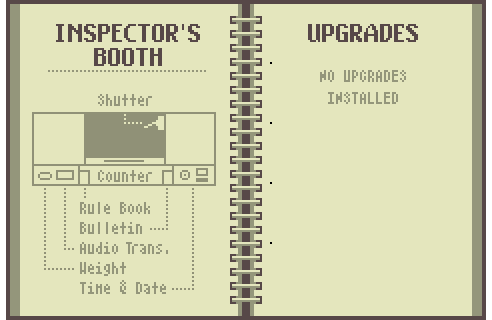 INSPECTOR'S
BOOTH
Shutter
Counter
Rule Book
Bulletin
Audio Trans.
Weight
Time & Date
UPGRADES
NO UPGRADES
INSTALLED